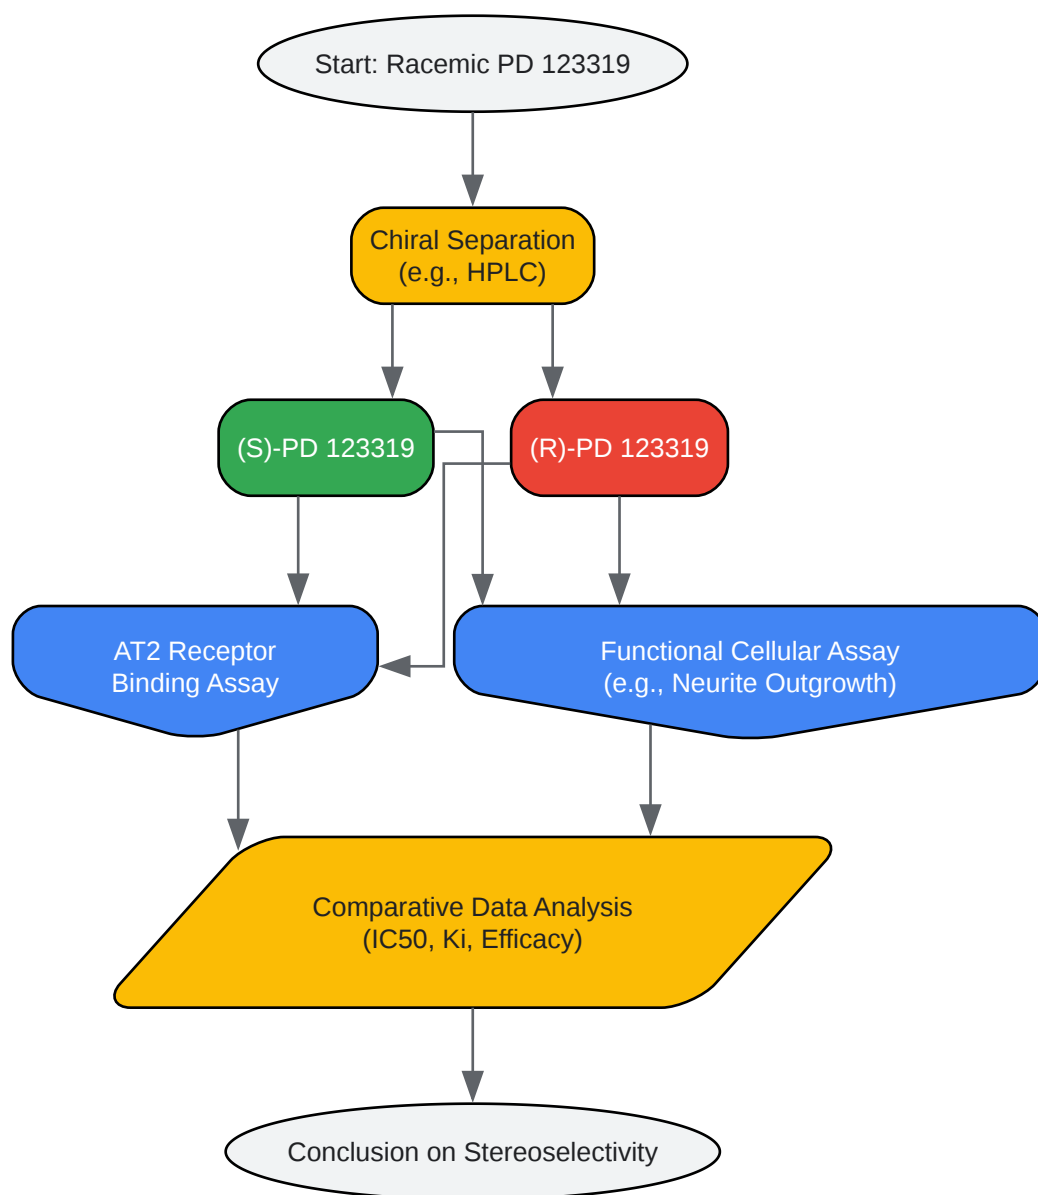 Start: Racemic PD 123319
Chiral Separation
(e.g., HPLC)
(S)-PD 123319
(R)-PD 123319
AT2 Receptor
Binding Assay
Functional Cellular Assay
(e.g., Neurite Outgrowth)
Comparative Data Analysis
(IC50, Ki, Efficacy)
Conclusion on Stereoselectivity